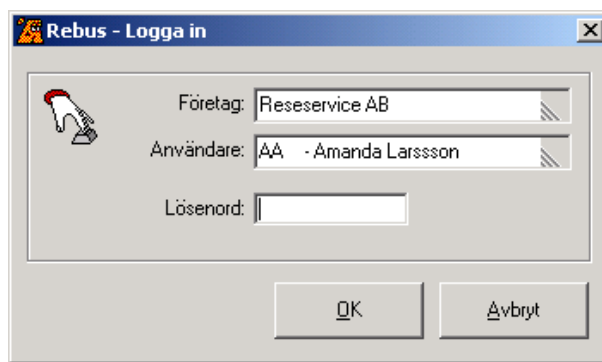 Rebus - Logga in
Företag: Reseservice AB
Användare: AA - Amanda Larssson
Lösenord:
OK Avbryt